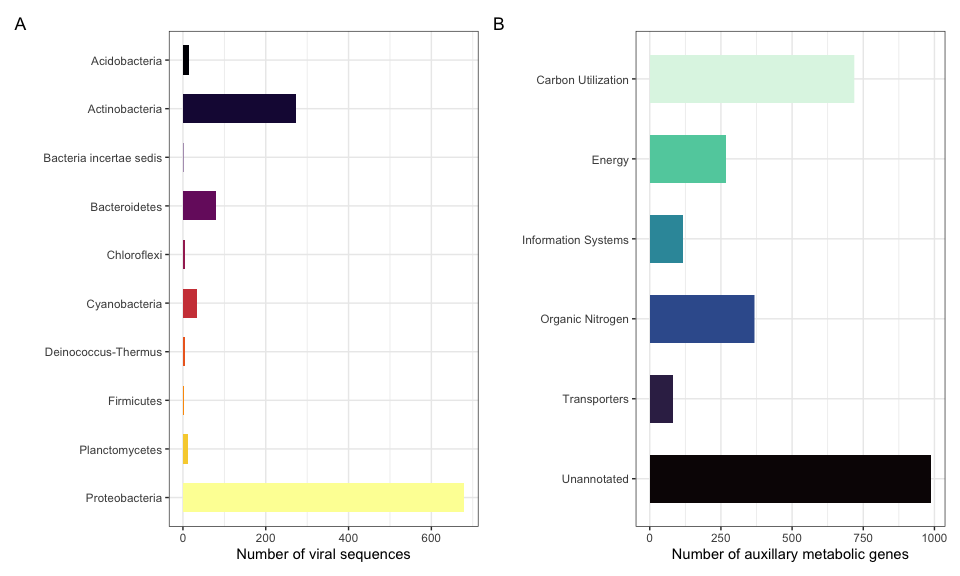 A
Acidobacteria
Actinobacteria
Bacteria incertae sedis
Bacteroidetes
Chloroflexi
Cyanobacteria
Deinococcus-Thermus
Firmicutes
Planctomycetes
Proteobacteria
0 200 400 600
Number of viral sequences
B
Carbon Utilization
Energy
Information Systems
Organic Nitrogen
Transporters
Unannotated
0 250 500 750 1000
Number of auxillary metabolic genes